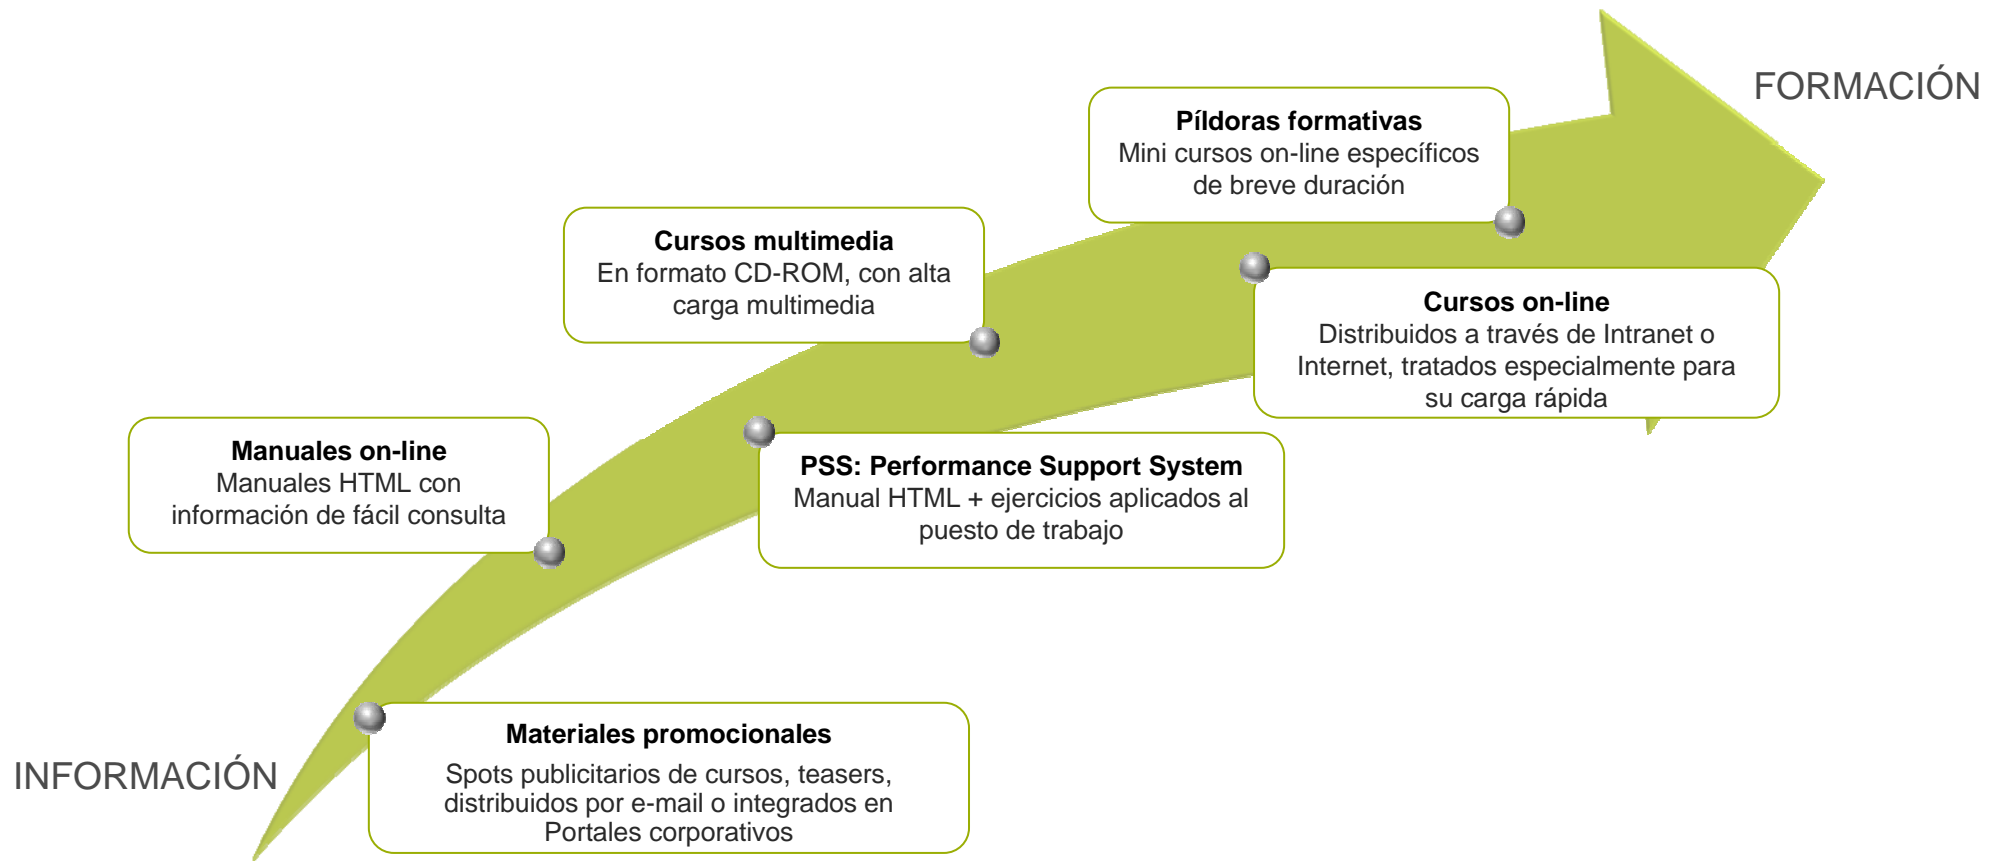 FORMACIÓN
Píldoras formativas
Mini cursos on-line específicos
de breve duración
Cursos multimedia
En formato CD-ROM, con alta
carga multimedia
Cursos on-line
Distribuidos a través de Intranet o
Internet, tratados especialmente para
su carga rápida
Manuales on-line
Manuales HTML con
información de fácil consulta
PSS: Performance Support System
Manual HTML + ejercicios aplicados al
puesto de trabajo
Materiales promocionales
Spots publicitarios de cursos, teasers,
distribuidos por e-mail o integrados en
Portales corporativos
INFORMACIÓN